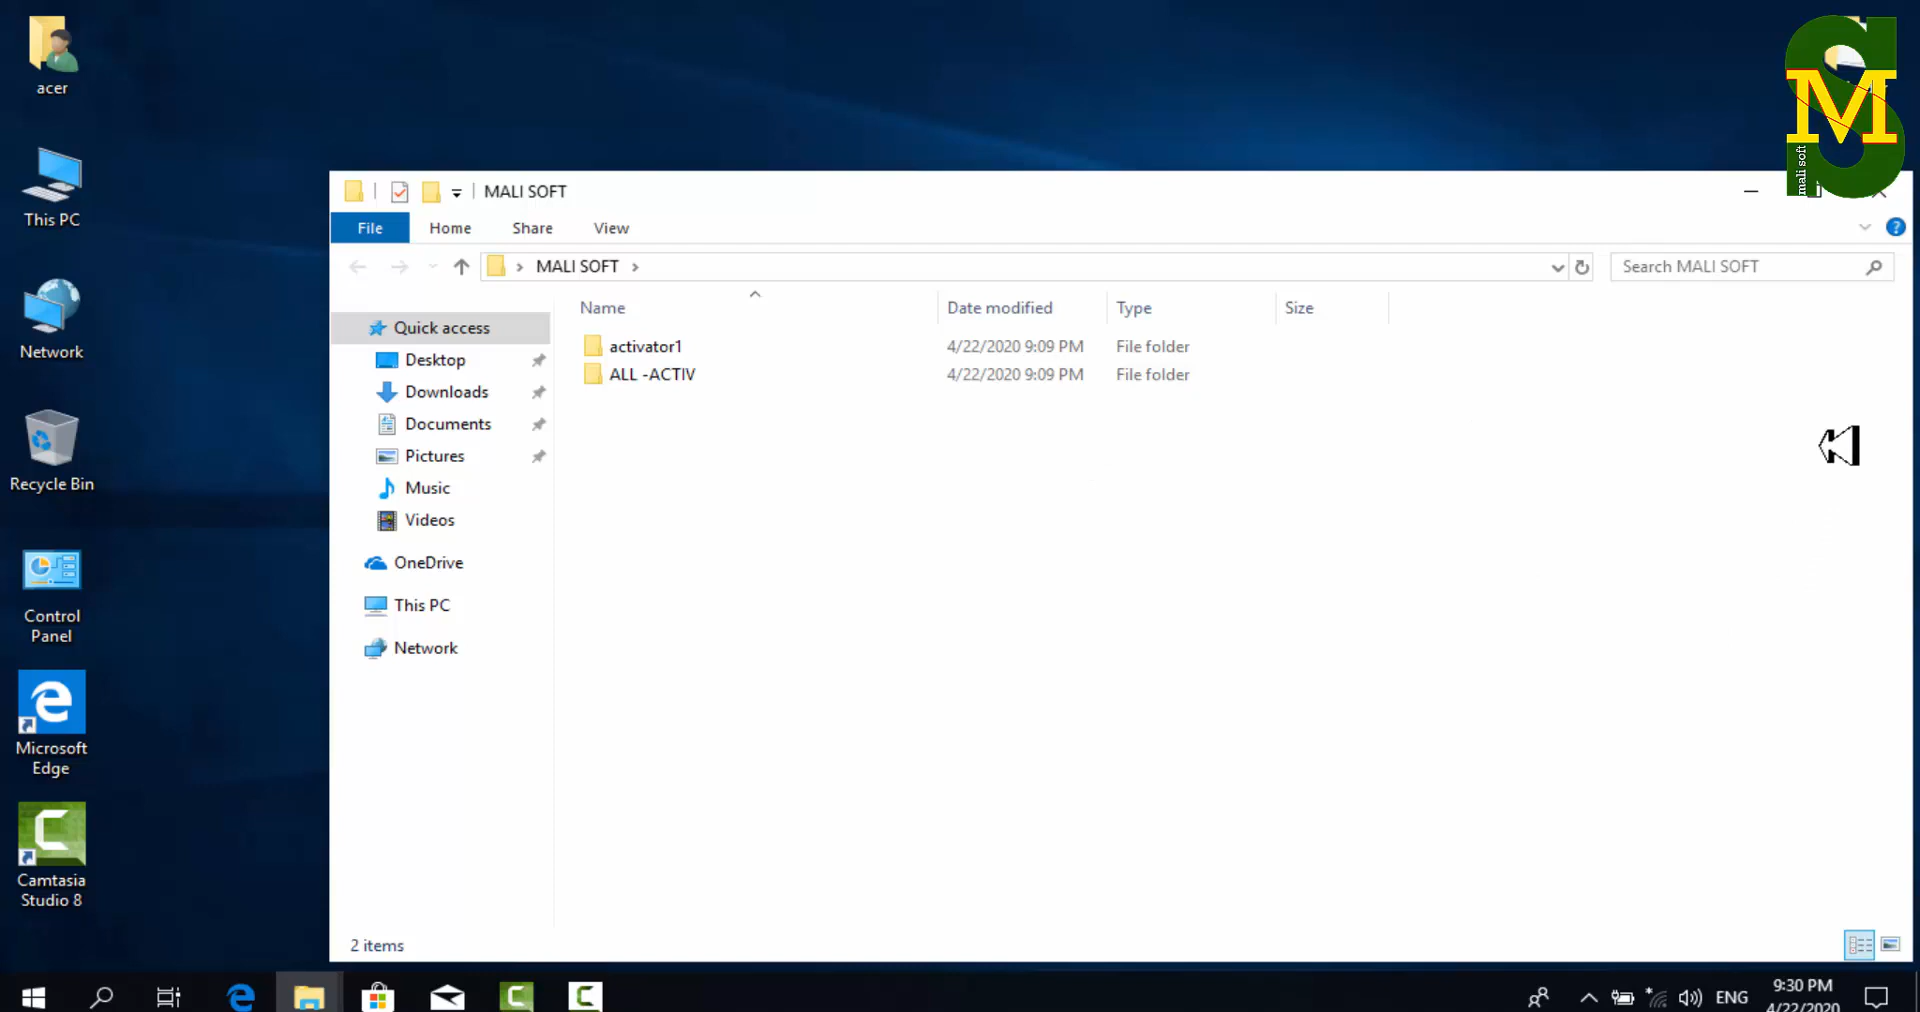 acer
This PC
Network
Recycle Bin
Control
Panel
Microsoft
Edge
Camtasia
Studio 8
MALI SOFT
File
Home
Share
View
MALI SOFT
Search MALI SOFT
Name
Date modified
Type
Size
activator1
4/22/2020 9:09 PM
File folder
ALL -ACTIV
4/22/2020 9:09 PM
File folder
Quick access
Desktop
Downloads
Documents
Pictures
Music
Videos
OneDrive
This PC
Network
2 items
S
M
mali soft
ENG
9:30 PM
4/22/2020